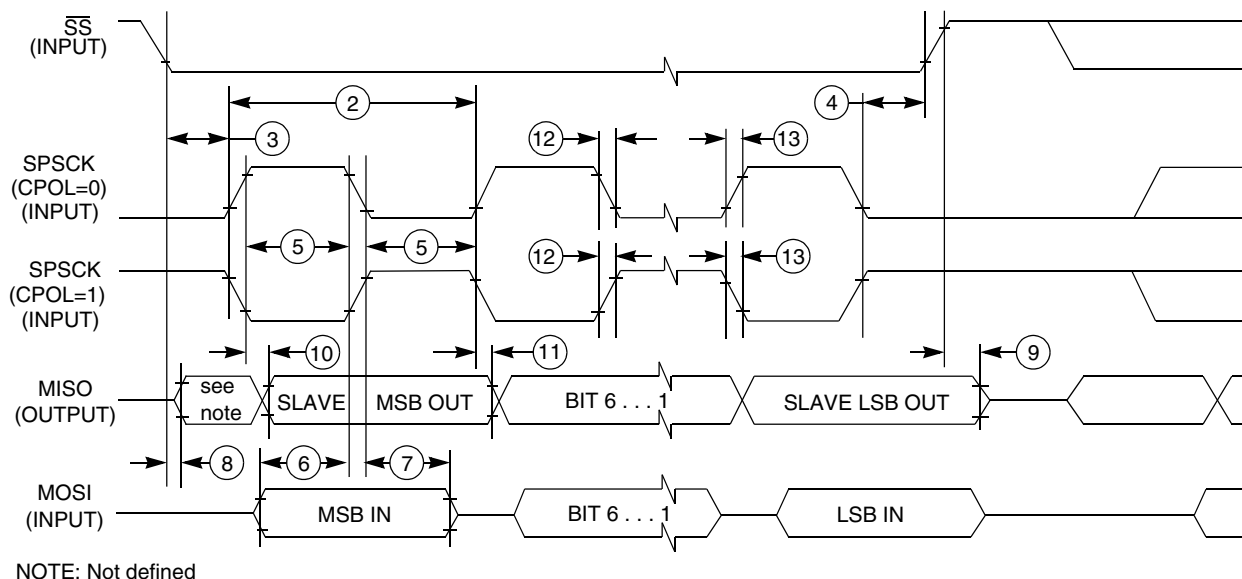 SS
(INPUT)
2
4
3
12
13
SPSCK
(CPOL=0)
(INPUT)
5
5
12
13
SPSCK
(CPOL=1)
(INPUT)
10
11
9
MISO
(OUTPUT)
see
note
SLAVE
MSB OUT
BIT 6 . . . 1
SLAVE LSB OUT
8
6
7
MOSI
(INPUT)
MSB IN
BIT 6 . . . 1
LSB IN
NOTE: Not defined